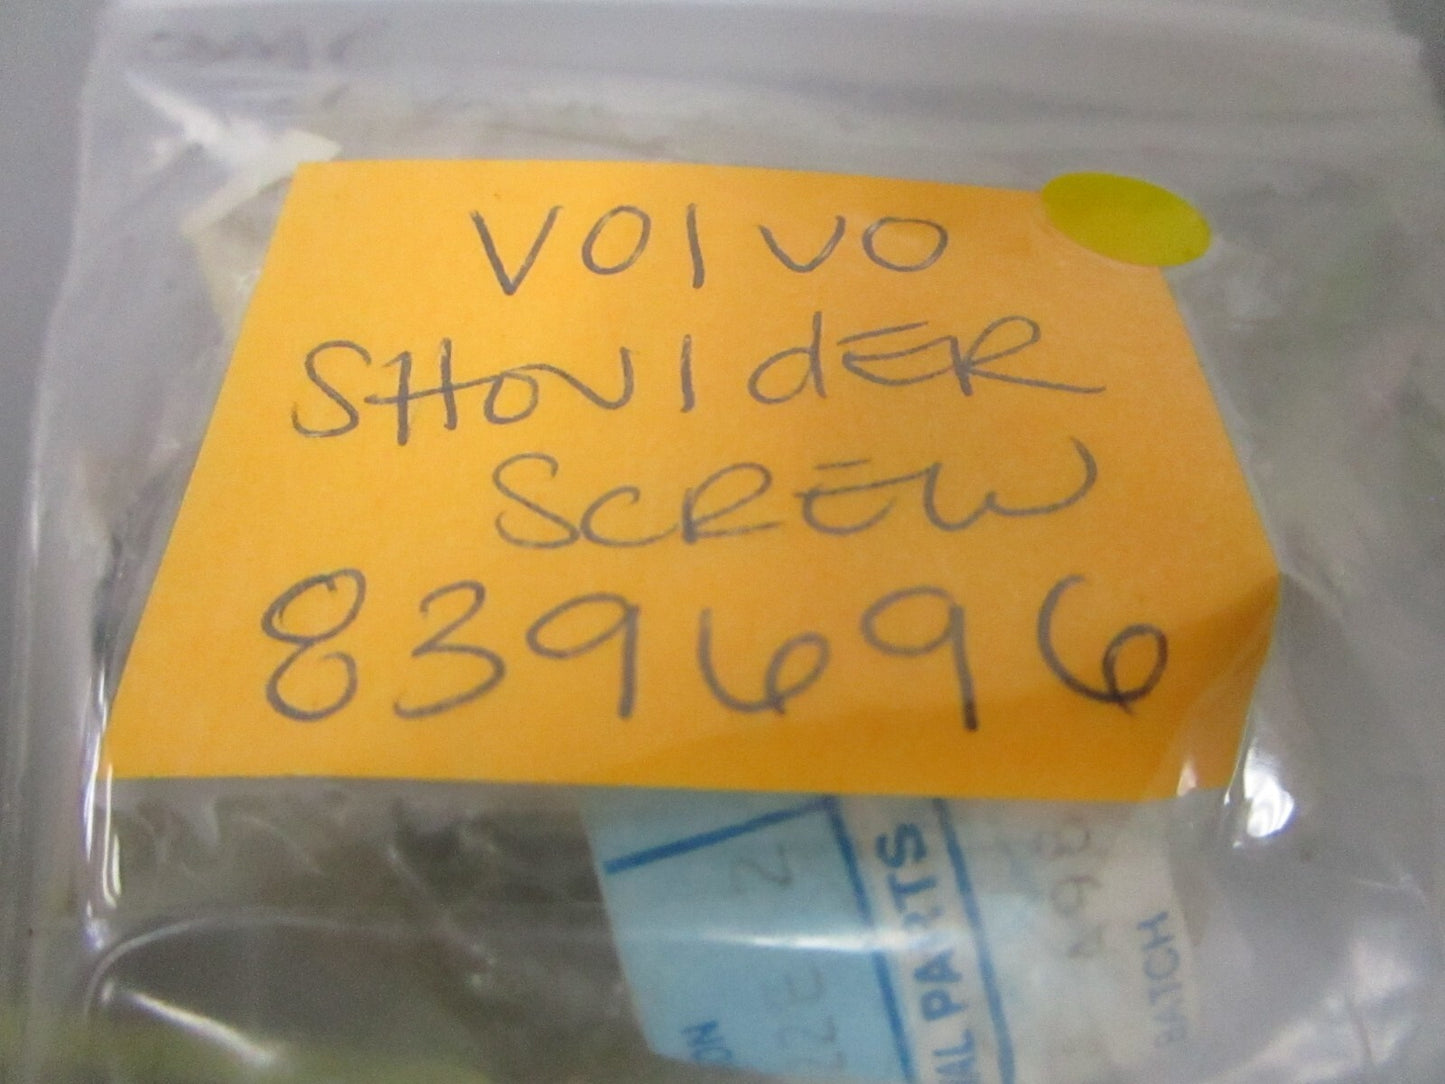 VOlVO
SHOUldER
SCREW
839696
PARTS
BATCH